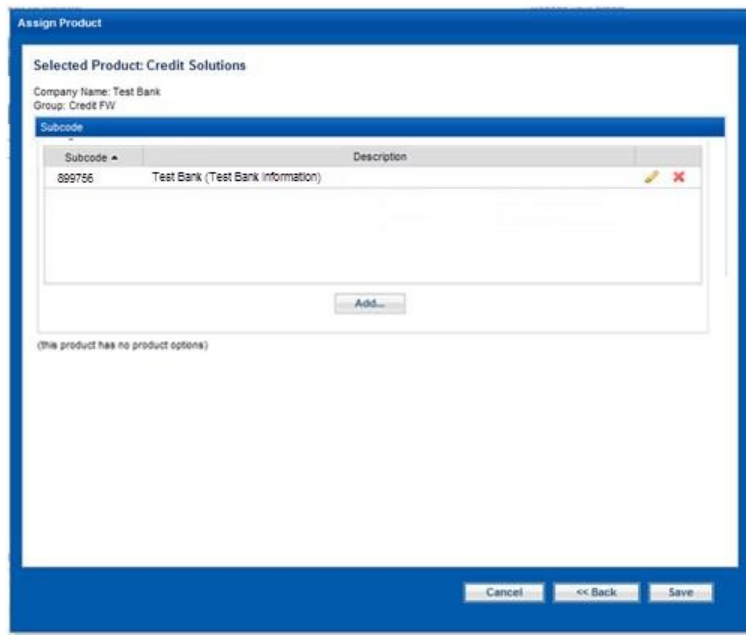 Assign Product
Selected Product: Credit Solutions
Company Name: Test Bank
Group: Credit FW
Subcode
Subcode Description
899756 Test Bank (Test Bank Information)
Add...
(this product has no product options)
Cancel << Back Save